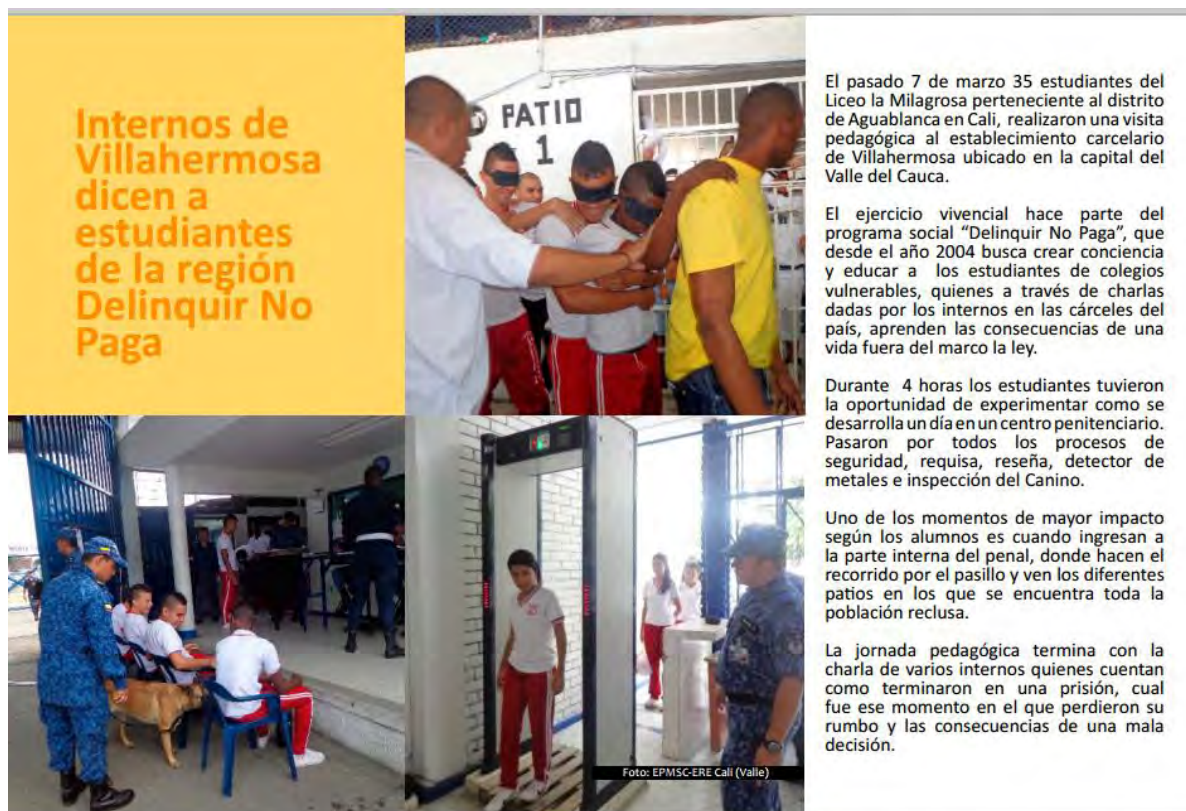 Internos de
Villahermosa
dicen a
estudiantes
de la región
Delinquir No
Paga
PATIO
1
El pasado 7 de marzo 35 estudiantes del
Liceo la Milagrosa perteneciente al distrito
de Aguablanca en Cali, realizaron una visita
pedagógica al establecimiento carcelario
de Villahermosa ubicado en la capital del
Valle del Cauca.
El ejercicio vivencial hace parte del
programa social “Delinquir No Paga”, que
desde el año 2004 busca crear conciencia
y educar a los estudiantes de colegios
vulnerables, quienes a través de charlas
dadas por los internos en las cárceles del
país, aprenden las consecuencias de una
vida fuera del marco la ley.
Durante 4 horas los estudiantes tuvieron
la oportunidad de experimentar como se
desarrolla un día en un centro penitenciario.
Pasaron por todos los procesos de
seguridad, requisa, reseña, detector de
metales e inspección del Canino.
Uno de los momentos de mayor impacto
según los alumnos es cuando ingresan a
la parte interna del penal, donde hacen el
recorrido por el pasillo y ven los diferentes
patios en los que se encuentra toda la
población reclusa.
La jornada pedagógica termina con la
charla de varios internos quienes cuentan
como terminaron en una prisión, cual
fue ese momento en el que perdieron su
rumbo y las consecuencias de una mala
decisión.
Foto: EPMSC-ERE Cali (Valle)